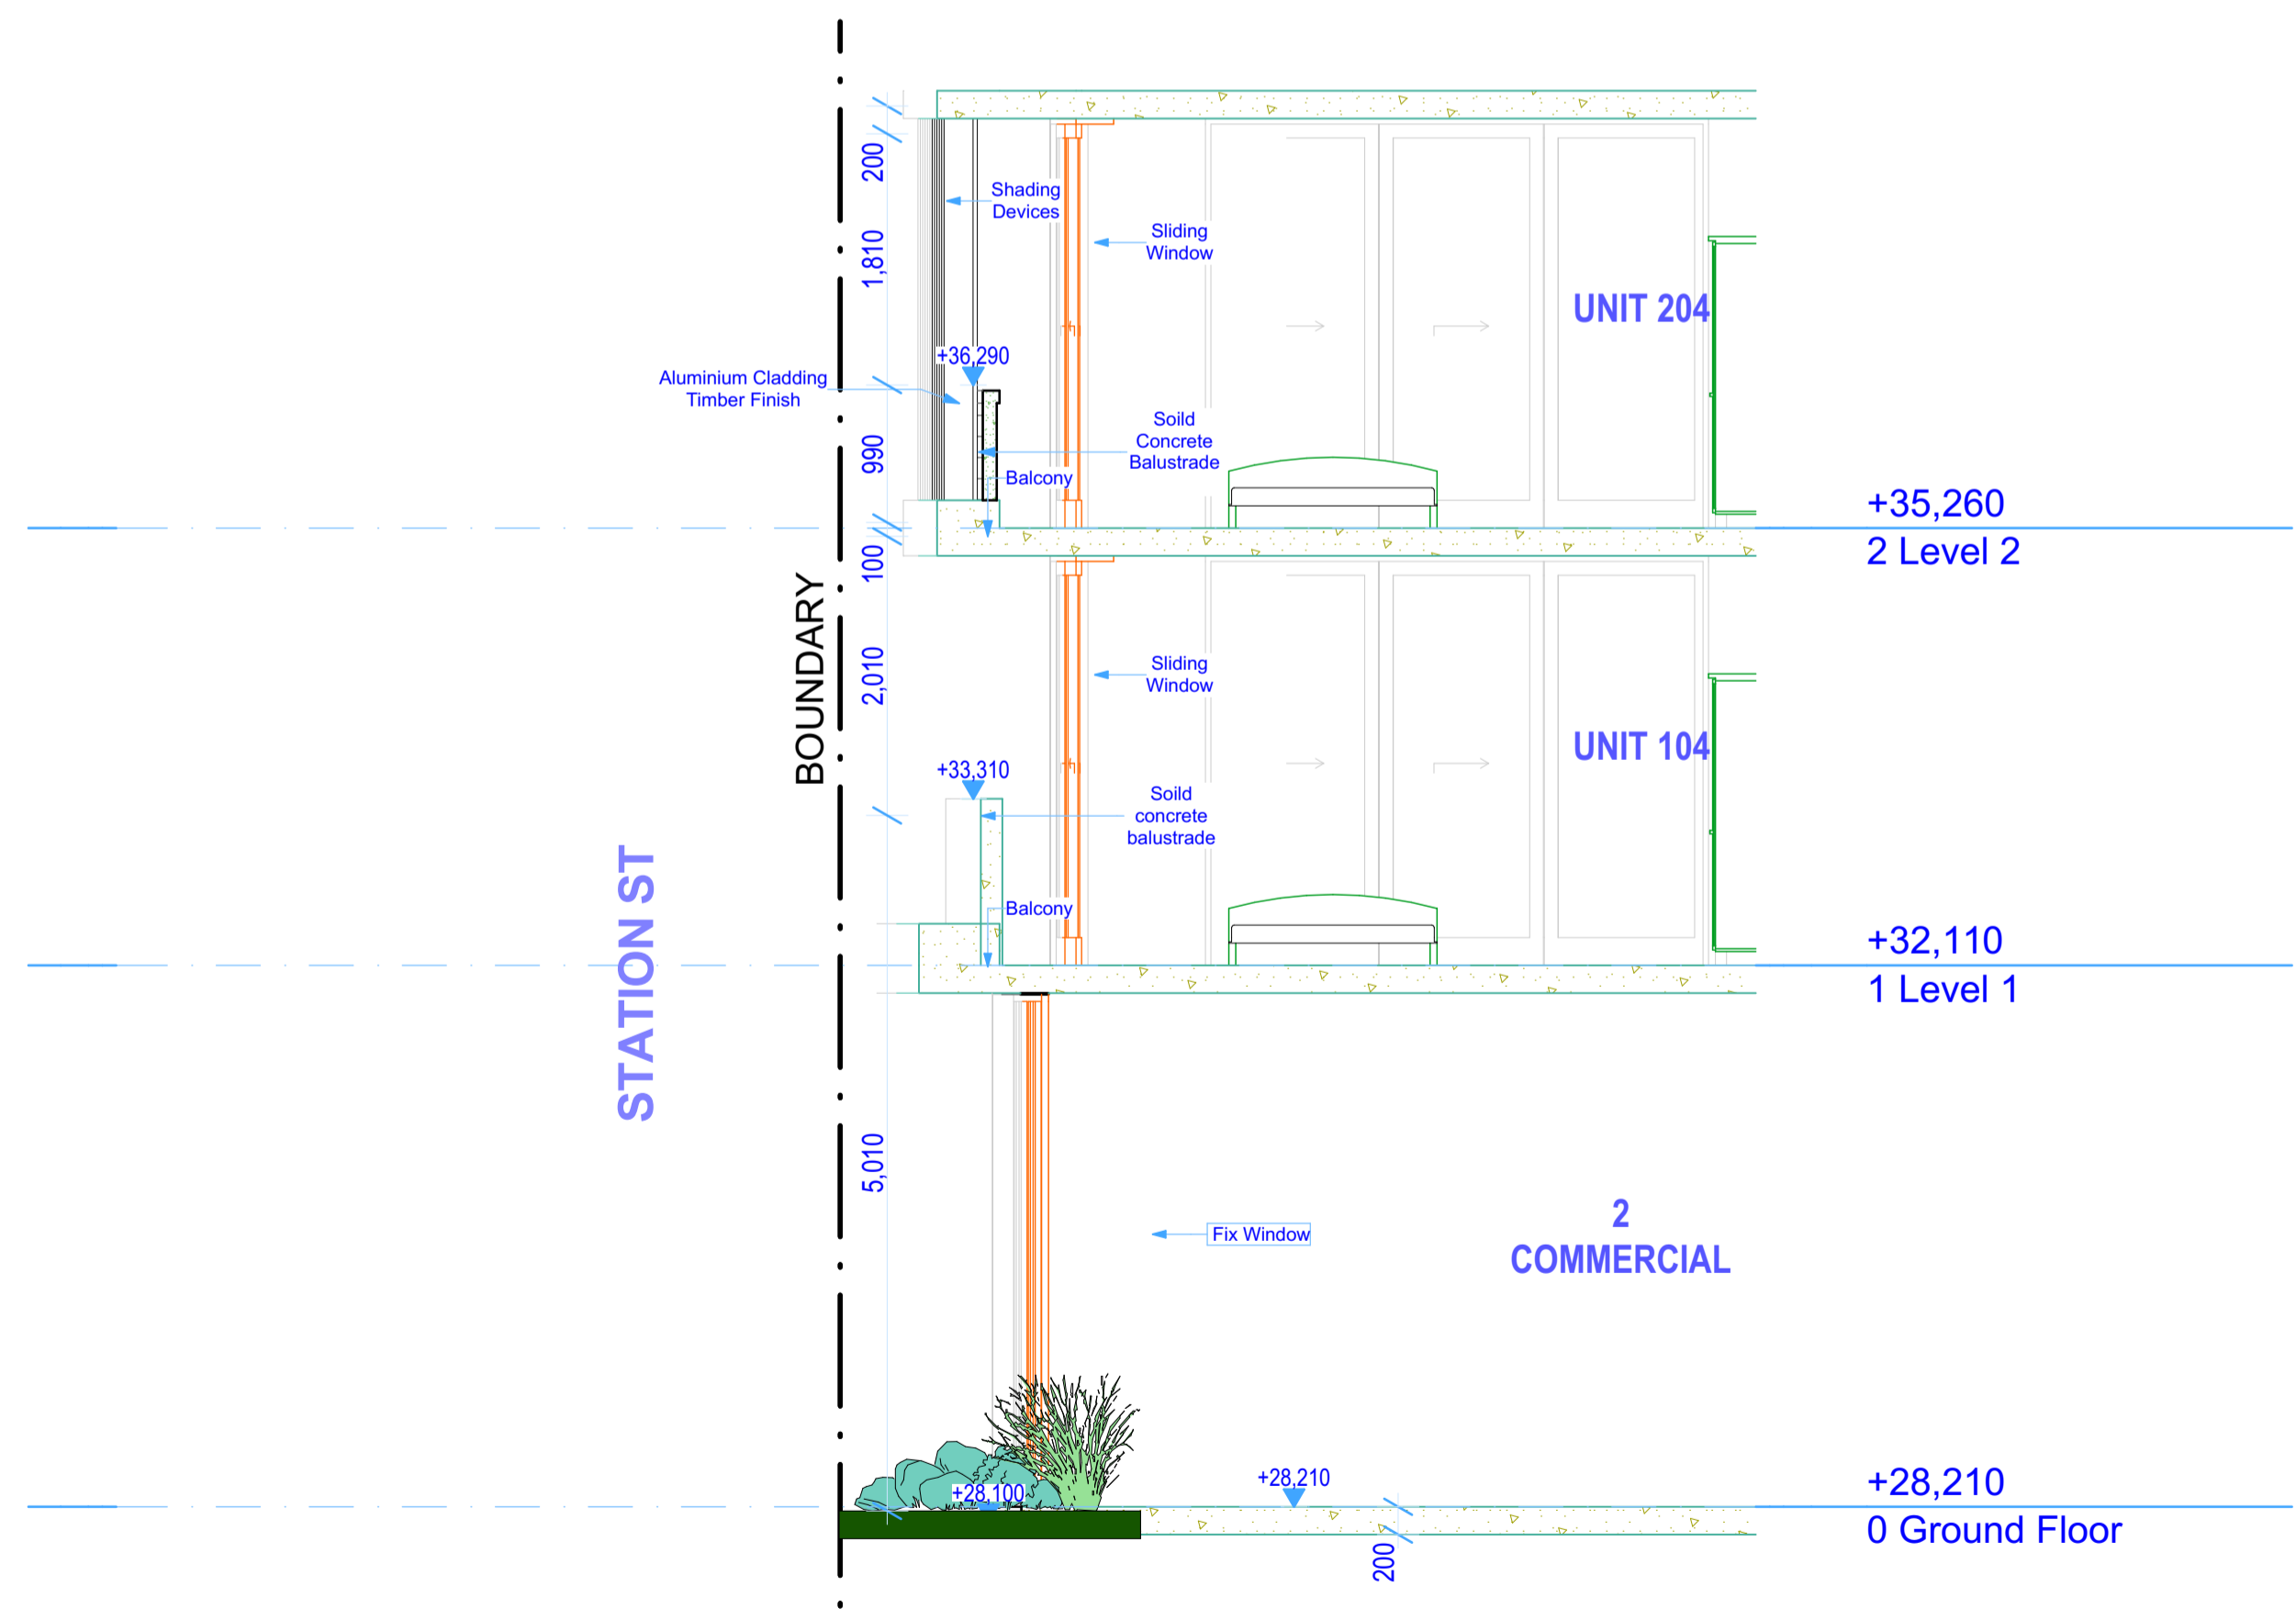 200
Shading
Devices
1,810
Sliding
Window
UNIT 204
+36,290
Aluminium Cladding
Timber Finish
Soild
Concrete
Balustrade
990
Balcony
+35,260
2 Level 2
100
BOUNDARY
2,010
Sliding
Window
UNIT 104
+33,310
Soild
concrete
balustrade
STATION ST
Balcony
+32,110
1 Level 1
5,010
Fix Window
2
COMMERCIAL
+28,100
+28,210
+28,210
0 Ground Floor
200